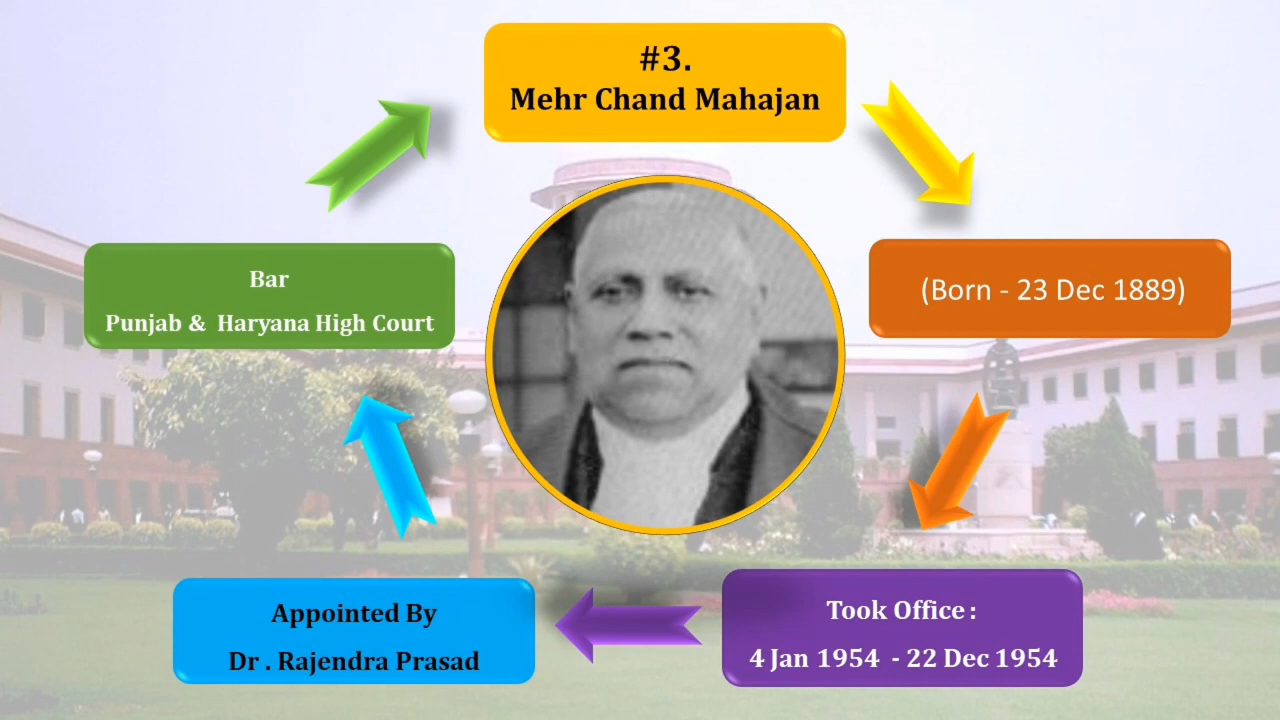 #3.
Mehr Chand Mahajan
(Born - 23 Dec 1889)
Took Office :
4 Jan 1954 - 22 Dec 1954
Appointed By
Dr . Rajendra Prasad
Bar
Punjab & Haryana High Court